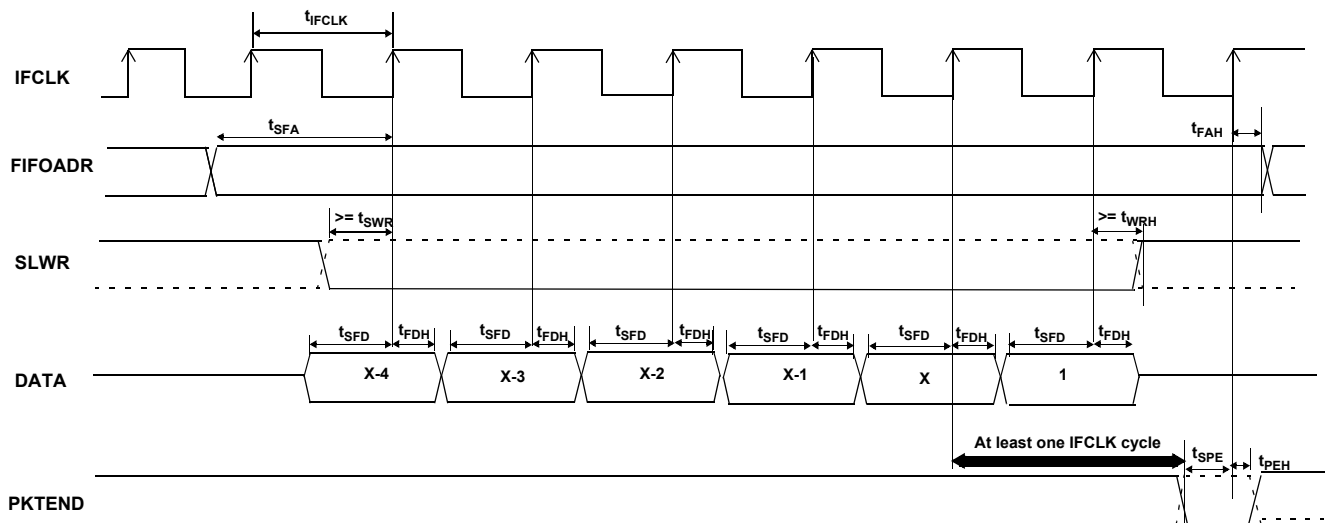 tIFCLK
IFCLK
tSFA
tFAH
FIFOADR
>= tSWR
>= tWRH
SLWR
tSFD tFDH tSFD tFDH tSFD tFDH tSFD tFDH tSFD tFDH tSFD tFDH
DATA X-4 X-3 X-2 X-1 X 1
At least one IFCLK cycle
tSPE
tPEH
PKTEND